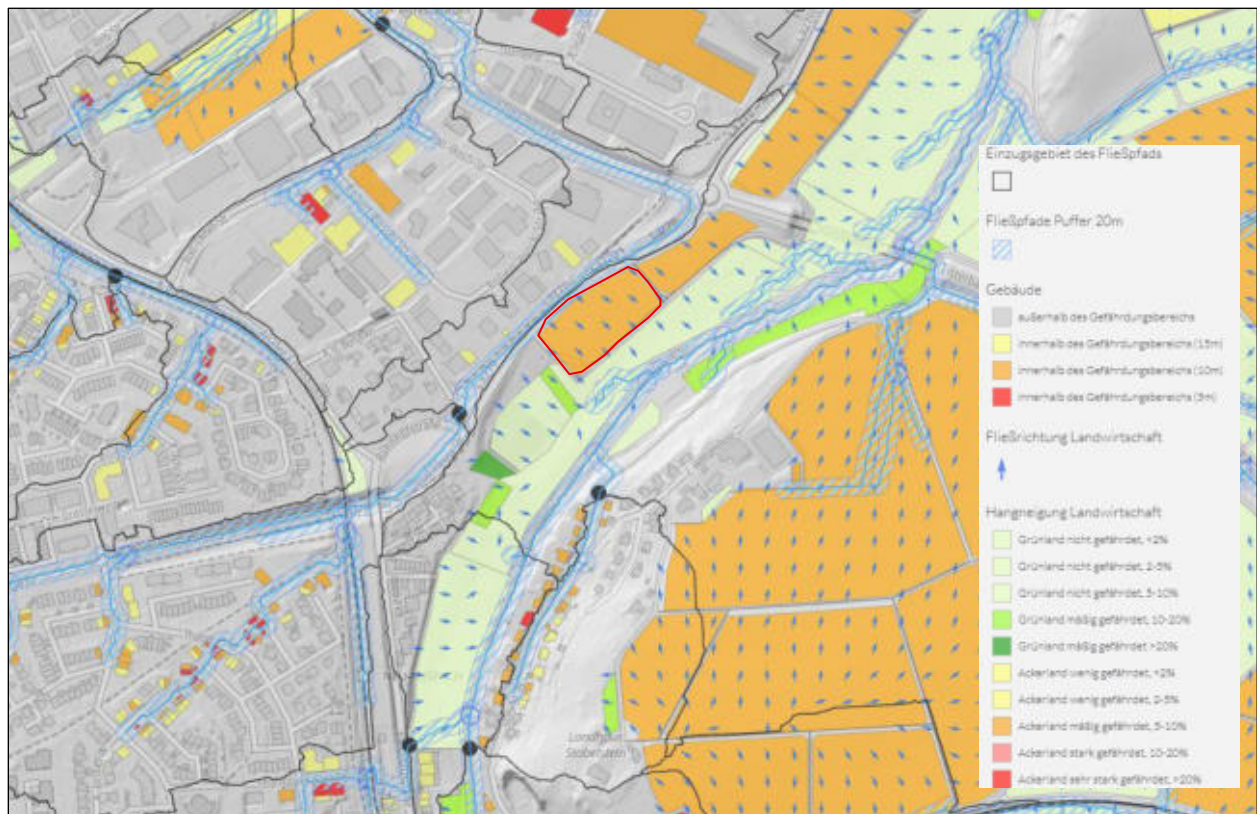 Einzugsgebiet des Fließpfads
Fließpfade Puffer 20m
Gebäude
außerhalb des Gefährdungsbereichs
innerhalb des Gefährdungsbereichs (15m)
innerhalb des Gefährdungsbereichs (10m)
innerhalb des Gefährdungsbereichs (3m)
Fließrichtung Landwirtschaft
Hangneigung Landwirtschaft
Grünland nicht gefährdet, <2%
Grünland nicht gefährdet, 2-5%
Grünland nicht gefährdet, 5-10%
Grünland mäßig gefährdet, 10-20%
Grünland mäßig gefährdet >20%
Ackerland wenig gefährdet, <2%
Ackerland wenig gefährdet, 2-5%
Ackerland mäßig gefährdet, 5-10%
Ackerland stark gefährdet, 10-20%
Ackerland sehr stark gefährdet, >20%